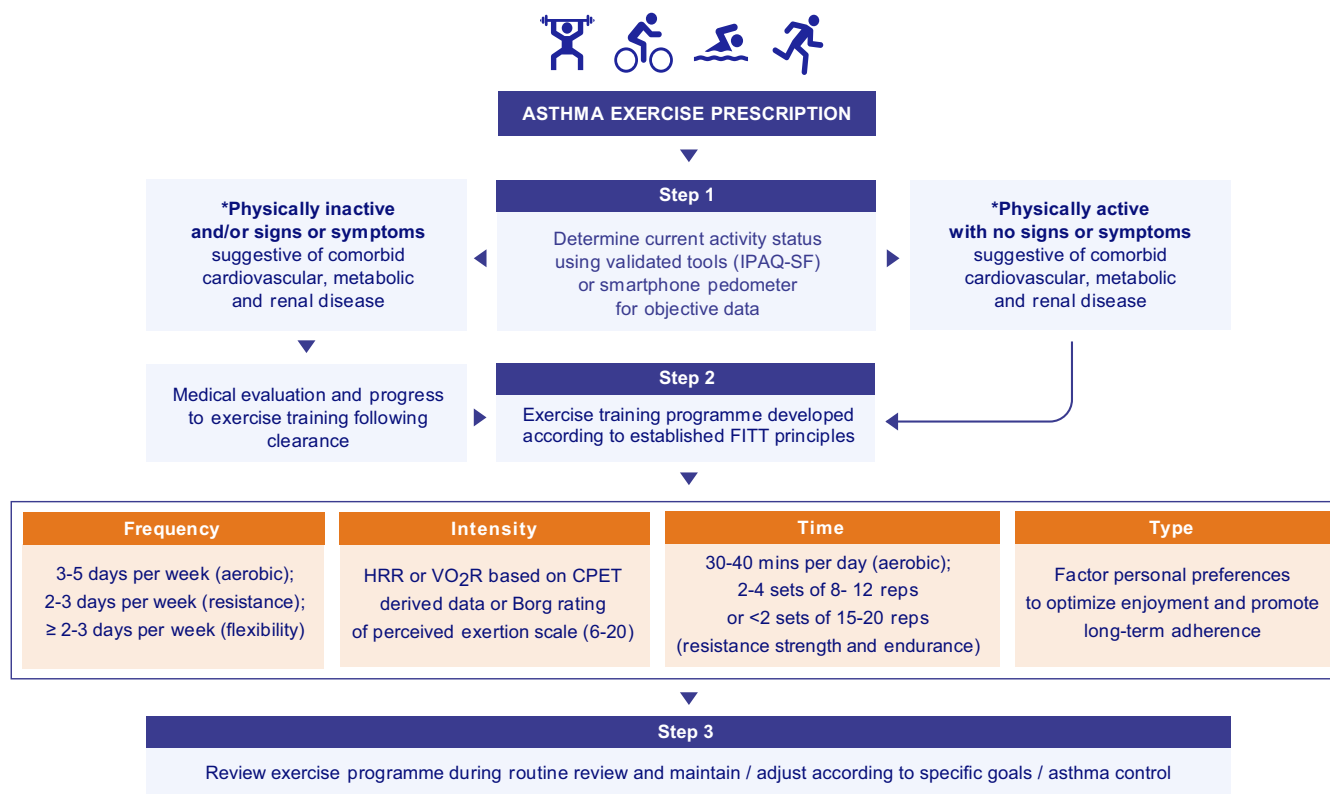 ASTHMA EXERCISE PRESCRIPTION
*Physically inactive
and/or signs or symptoms
suggestive of comorbid
cardiovascular, metabolic
and renal disease
Step 1
Determine current activity status
using validated tools (IPAQ-SF)
or smartphone pedometer
for objective data
*Physically active
with no signs or symptoms
suggestive of comorbid
cardiovascular, metabolic
and renal disease
Medical evaluation and progress
to exercise training following
clearance
Step 2
Exercise training programme developed
according to established FITT principles
Frequency
3-5 days per week (aerobic);
2-3 days per week (resistance);
≥ 2-3 days per week (flexibility)
Intensity
HRR or VO2R based on CPET
derived data or Borg rating
of perceived exertion scale (6-20)
Time
30-40 mins per day (aerobic);
2-4 sets of 8- 12 reps
or <2 sets of 15-20 reps
(resistance strength and endurance)
Type
Factor personal preferences
to optimize enjoyment and promote
long-term adherence
Step 3
Review exercise programme during routine review and maintain / adjust according to specific goals / asthma control